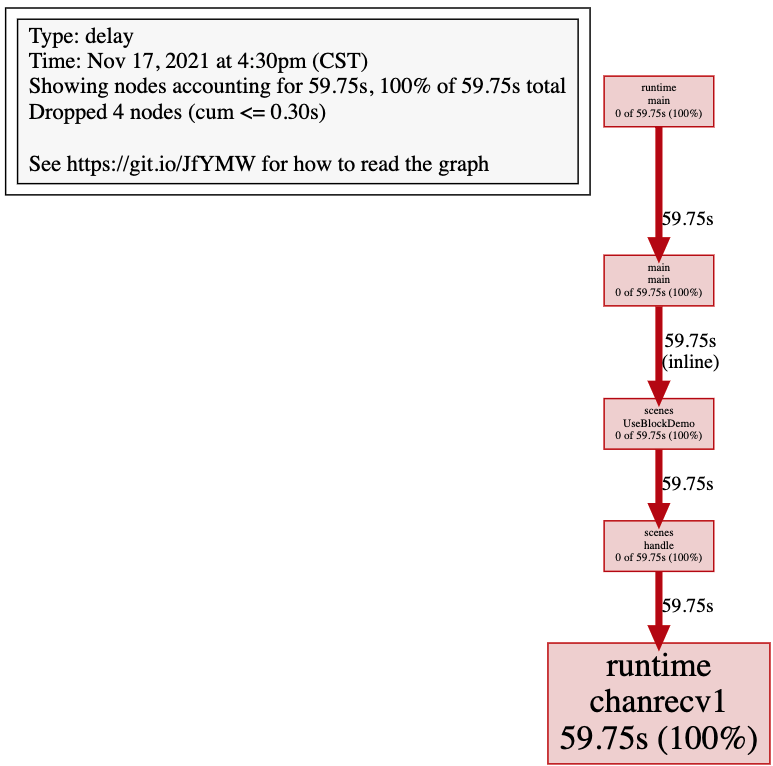 Type: delay
Time: Nov 17, 2021 at 4:30pm (CST)
Showing nodes accounting for 59.75s, 100% of 59.75s total
Dropped 4 nodes (cum <= 0.30s)
See https://git.io/JfYMW for how to read the graph
runtime
main
0 of 59.75s (100%)
59.75s
main
main
0 of 59.75s (100%)
59.75s
(inline)
scenes
UseBlockDemo
0 of 59.75s (100%)
59.75s
scenes
handle
0 of 59.75s (100%)
59.75s
runtime
chanrecv1
59.75s (100%)